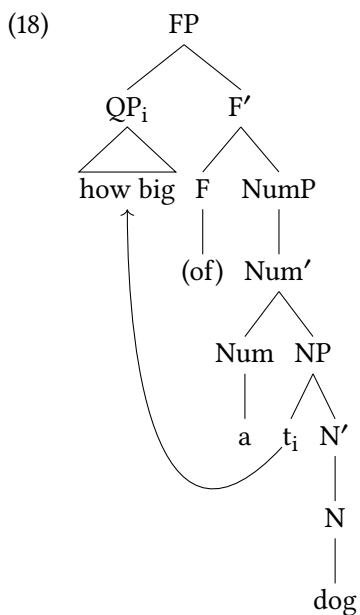 (18) FP
QPi F′
how big F NumP
(of) Num′
Num NP
a ti N′
N
dog